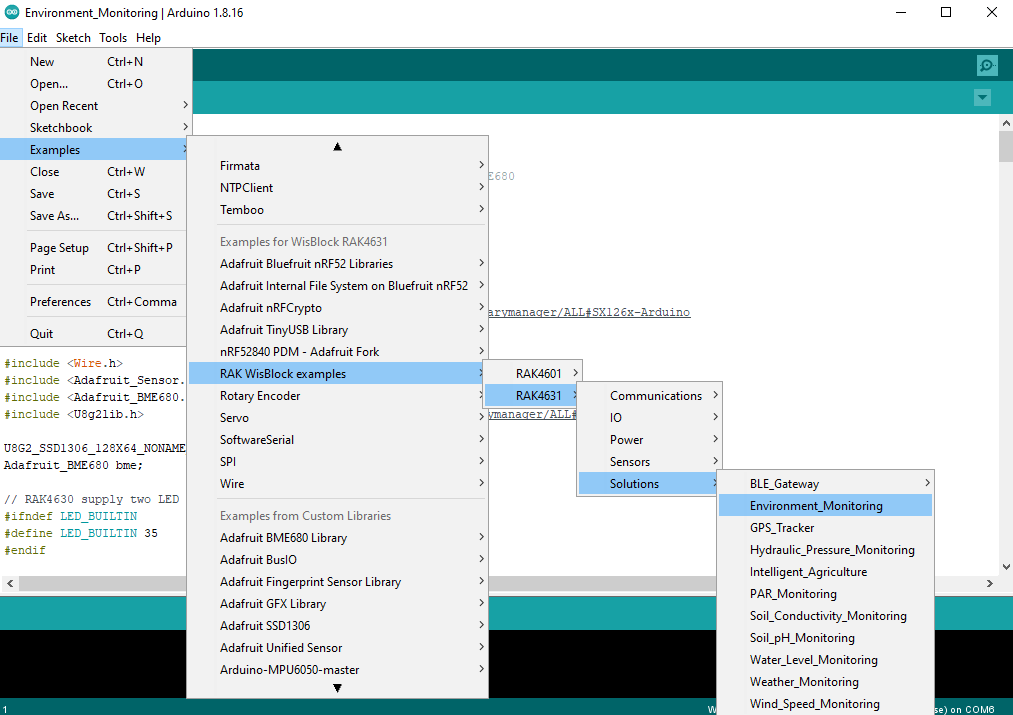 Environment_Monitoring | Arduino 1.8.16
File Edit Sketch Tools Help
New Ctrl+N
Open... Ctrl+O
Open Recent
Sketchbook
Examples
Close Ctrl+W
Save Ctrl+S
Save As... Ctrl+Shift+S
Page Setup Ctrl+Shift+P
Print Ctrl+P
Preferences Ctrl+Comma
Quit Ctrl+Q
Firmata
NTPClient
Temboo
Examples for WisBlock RAK4631
Adafruit Bluefruit nRF52 Libraries
Adafruit Internal File System on Bluefruit nRF52
Adafruit nRFCrypto
Adafruit TinyUSB Library
nRF52840 PDM - Adafruit Fork
RAK WisBlock examples
Rotary Encoder
Servo
SoftwareSerial
SPI
Wire
Examples from Custom Libraries
Adafruit BME680 Library
Adafruit BusIO
Adafruit Fingerprint Sensor Library
Adafruit GFX Library
Adafruit SSD1306
Adafruit Unified Sensor
Arduino-MPU6050-master
RAK4601
RAK4631
Communications
IO
Power
Sensors
Solutions
BLE_Gateway
Environment_Monitoring
GPS_Tracker
Hydraulic_Pressure_Monitoring
Intelligent_Agriculture
PAR_Monitoring
Soil_Conductivity_Monitoring
Soil_pH_Monitoring
Water_Level_Monitoring
Weather_Monitoring
Wind_Speed_Monitoring
E680
arymanager/ALL#SX126x-Arduino
ymanager/ALL#
#include <Wire.h>
#include <Adafruit_Sensor.
#include <Adafruit_BME680.
#include <U8g2lib.h>
U8G2_SSD1306_128X64_NONAME
Adafruit_BME680 bme;
// RAK4630 supply two LED
#ifndef LED_BUILTIN
#define LED_BUILTIN 35
#endif
1 W se) on COM6